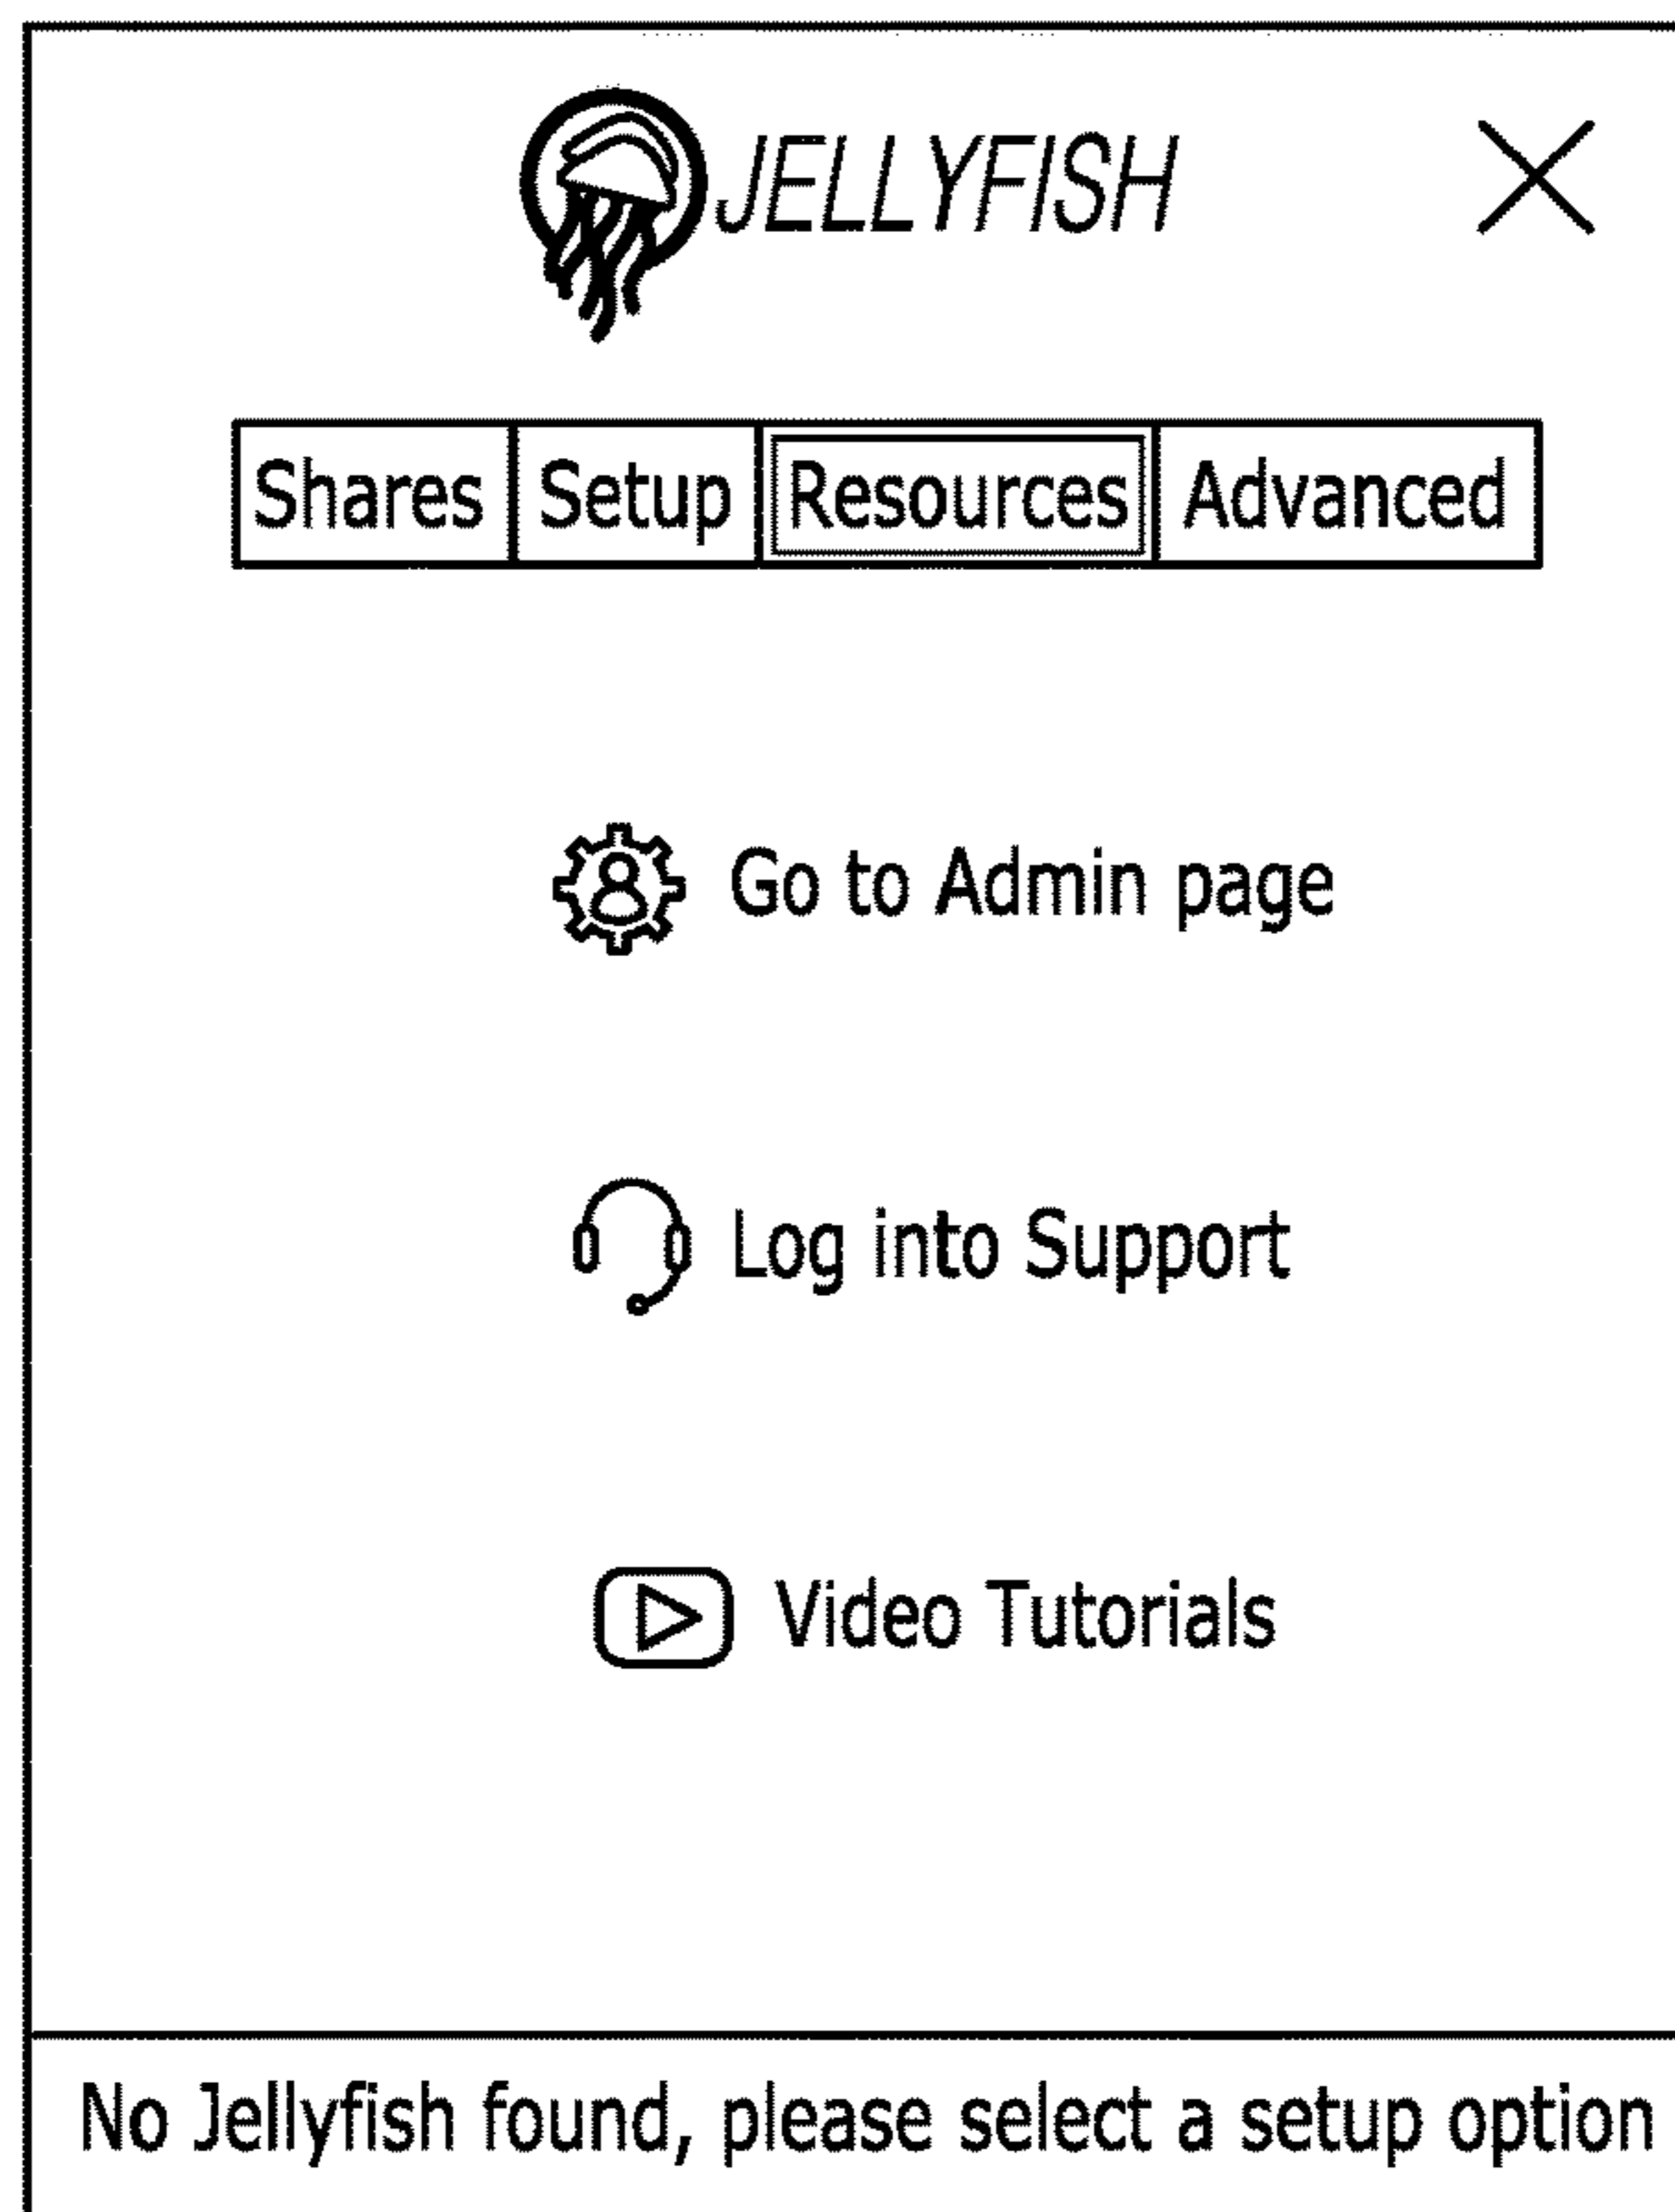 JELLYFISH
Shares Setup Resources Advanced
Go to Admin page
Log into Support
Video Tutorials
No Jellyfish found, please select a setup option